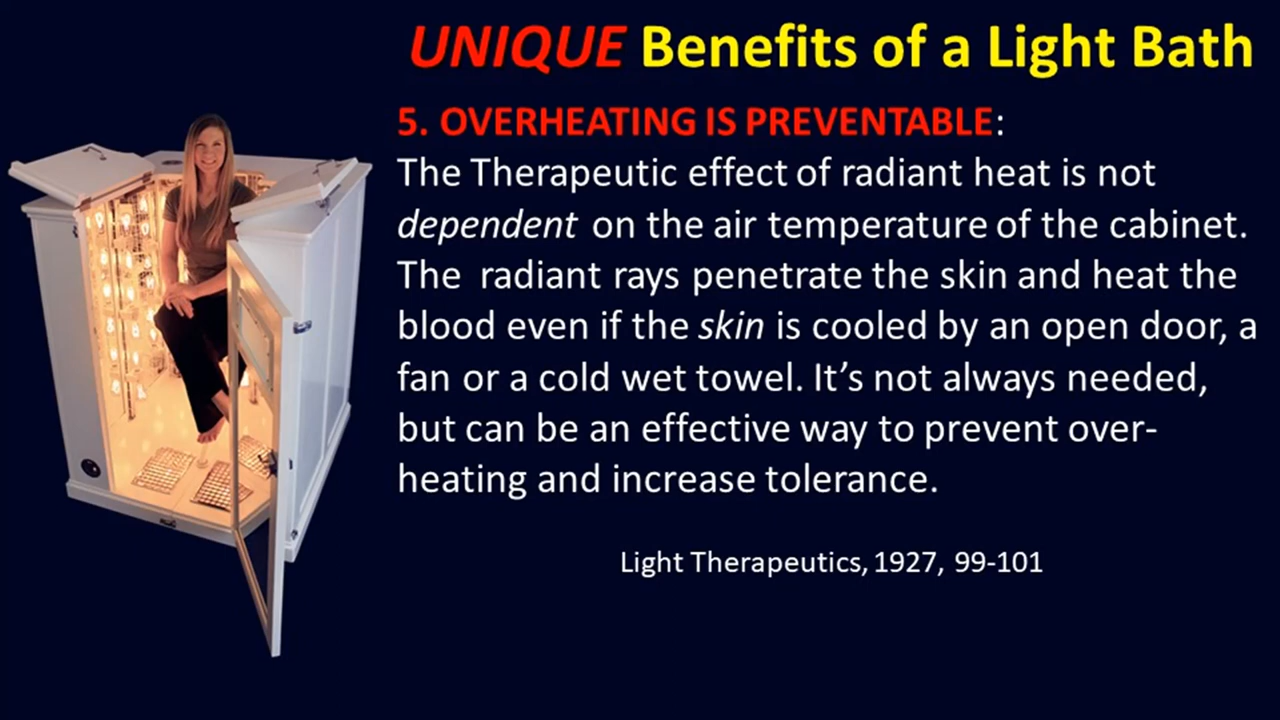 UNIQUE Benefits of a Light Bath
5. OVERHEATING IS PREVENTABLE:
The Therapeutic effect of radiant heat is not
dependent on the air temperature of the cabinet.
The radiant rays penetrate the skin and heat the
blood even if the skin is cooled by an open door, a
fan or a cold wet towel. It’s not always needed,
but can be an effective way to prevent over-
heating and increase tolerance.
Light Therapeutics, 1927, 99-101